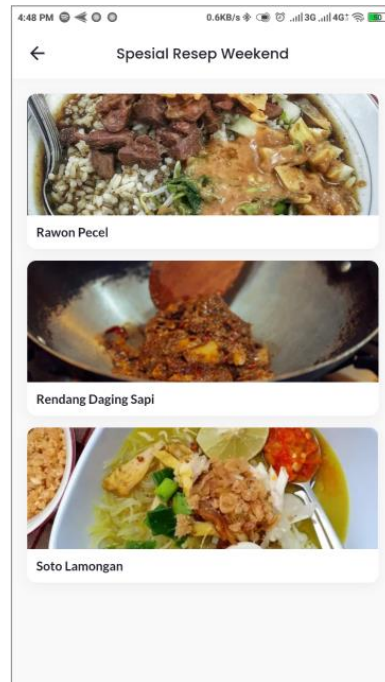 4:48 PM 0.6KB/s 3G 4G
Spesial Resep Weekend
Rawon Pecel
Rendang Daging Sapi
Soto Lamongan